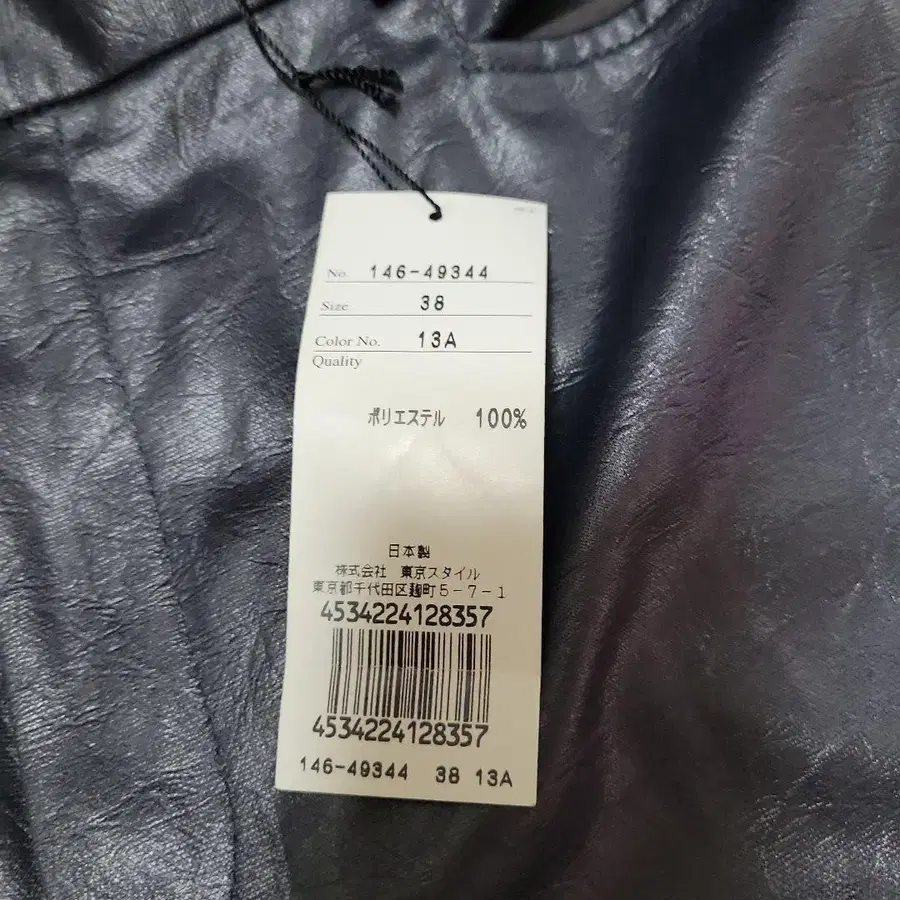 No. 146-49344
Size 38
Color No. 13A
Quality
ポリエステル 100%
日本製
株式会社 東京スタイル
東京都千代田区麹町5-7-1
4534224128357
4534224128357
146-49344 38 13A